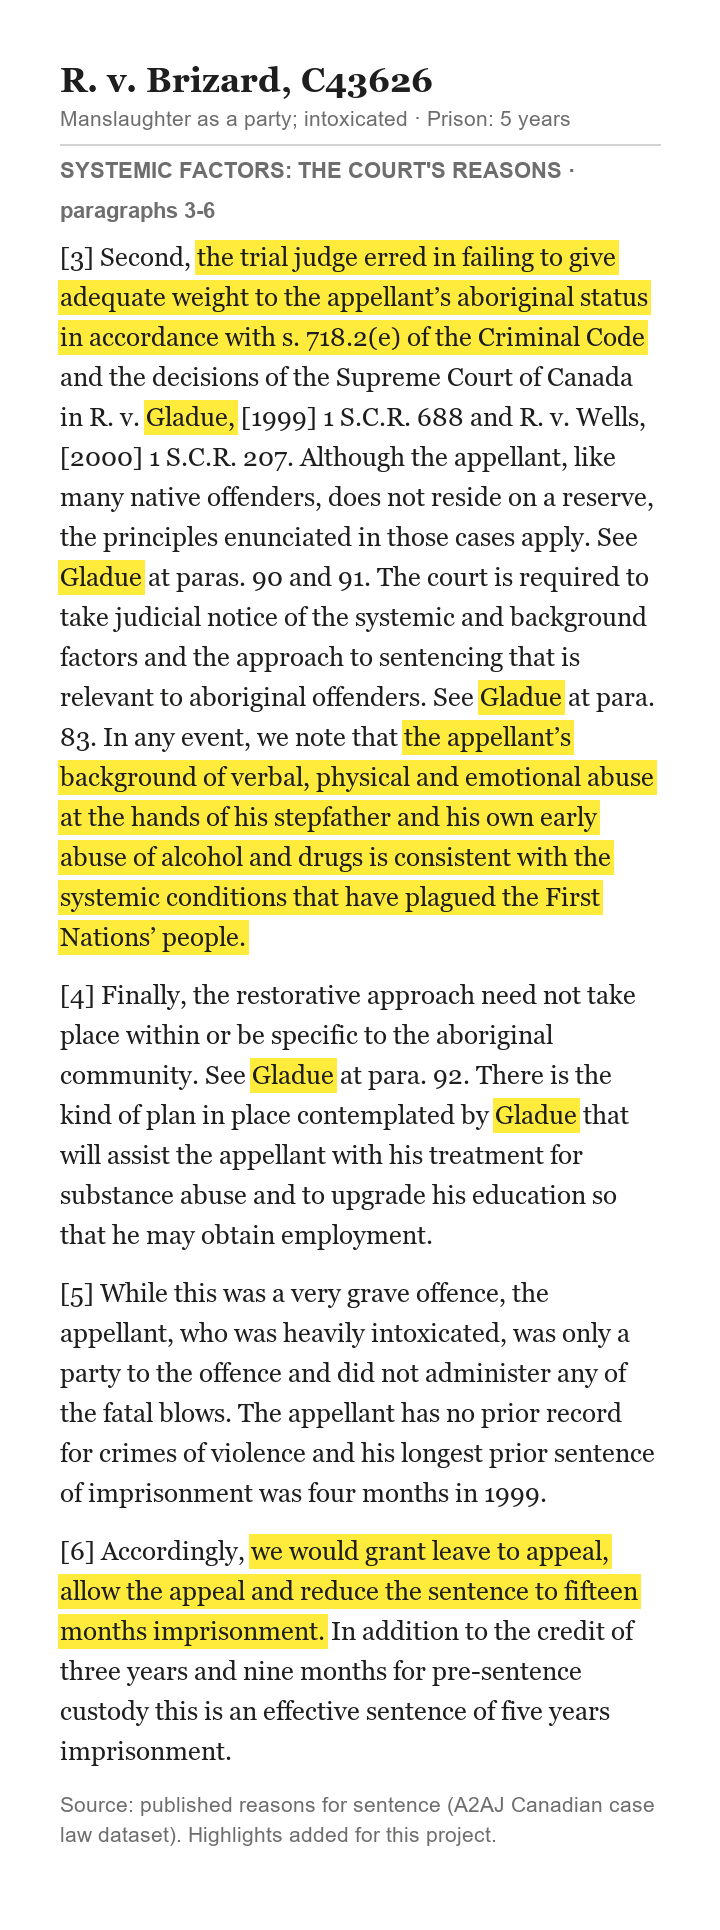 R. v. Brizard, C43626
Manslaughter as a party; intoxicated · Prison: 5 years
SYSTEMIC FACTORS: THE COURT'S REASONS ·
paragraphs 3-6
[3] Second, the trial judge erred in failing to give
adequate weight to the appellant’s aboriginal status
in accordance with s. 718.2(e) of the Criminal Code
and the decisions of the Supreme Court of Canada
in R. v. Gladue, [1999] 1 S.C.R. 688 and R. v. Wells,
[2000] 1 S.C.R. 207. Although the appellant, like
many native offenders, does not reside on a reserve,
the principles enunciated in those cases apply. See
Gladue at paras. 90 and 91. The court is required to
take judicial notice of the systemic and background
factors and the approach to sentencing that is
relevant to aboriginal offenders. See Gladue at para.
83. In any event, we note that the appellant’s
background of verbal, physical and emotional abuse
at the hands of his stepfather and his own early
abuse of alcohol and drugs is consistent with the
systemic conditions that have plagued the First
Nations’ people.
[4] Finally, the restorative approach need not take
place within or be specific to the aboriginal
community. See Gladue at para. 92. There is the
kind of plan in place contemplated by Gladue that
will assist the appellant with his treatment for
substance abuse and to upgrade his education so
that he may obtain employment.
[5] While this was a very grave offence, the
appellant, who was heavily intoxicated, was only a
party to the offence and did not administer any of
the fatal blows. The appellant has no prior record
for crimes of violence and his longest prior sentence
of imprisonment was four months in 1999.
[6] Accordingly, we would grant leave to appeal,
allow the appeal and reduce the sentence to fifteen
months imprisonment. In addition to the credit of
three years and nine months for pre-sentence
custody this is an effective sentence of five years
imprisonment.
Source: published reasons for sentence (A2AJ Canadian case
law dataset). Highlights added for this project.